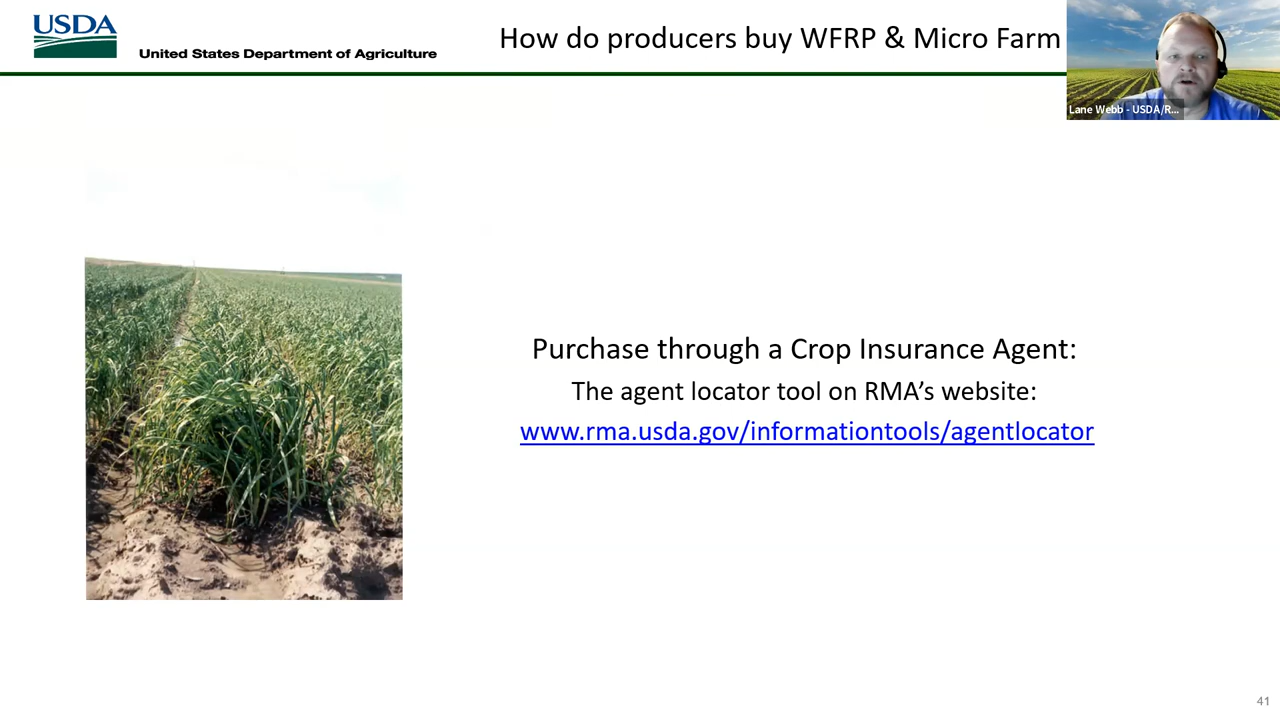 USDA
United States Department of Agriculture
How do producers buy WFRP & Micro Farm
Lane Webb - USDA/R...
Purchase through a Crop Insurance Agent:
The agent locator tool on RMA’s website:
www.rma.usda.gov/informationtools/agentlocator
41